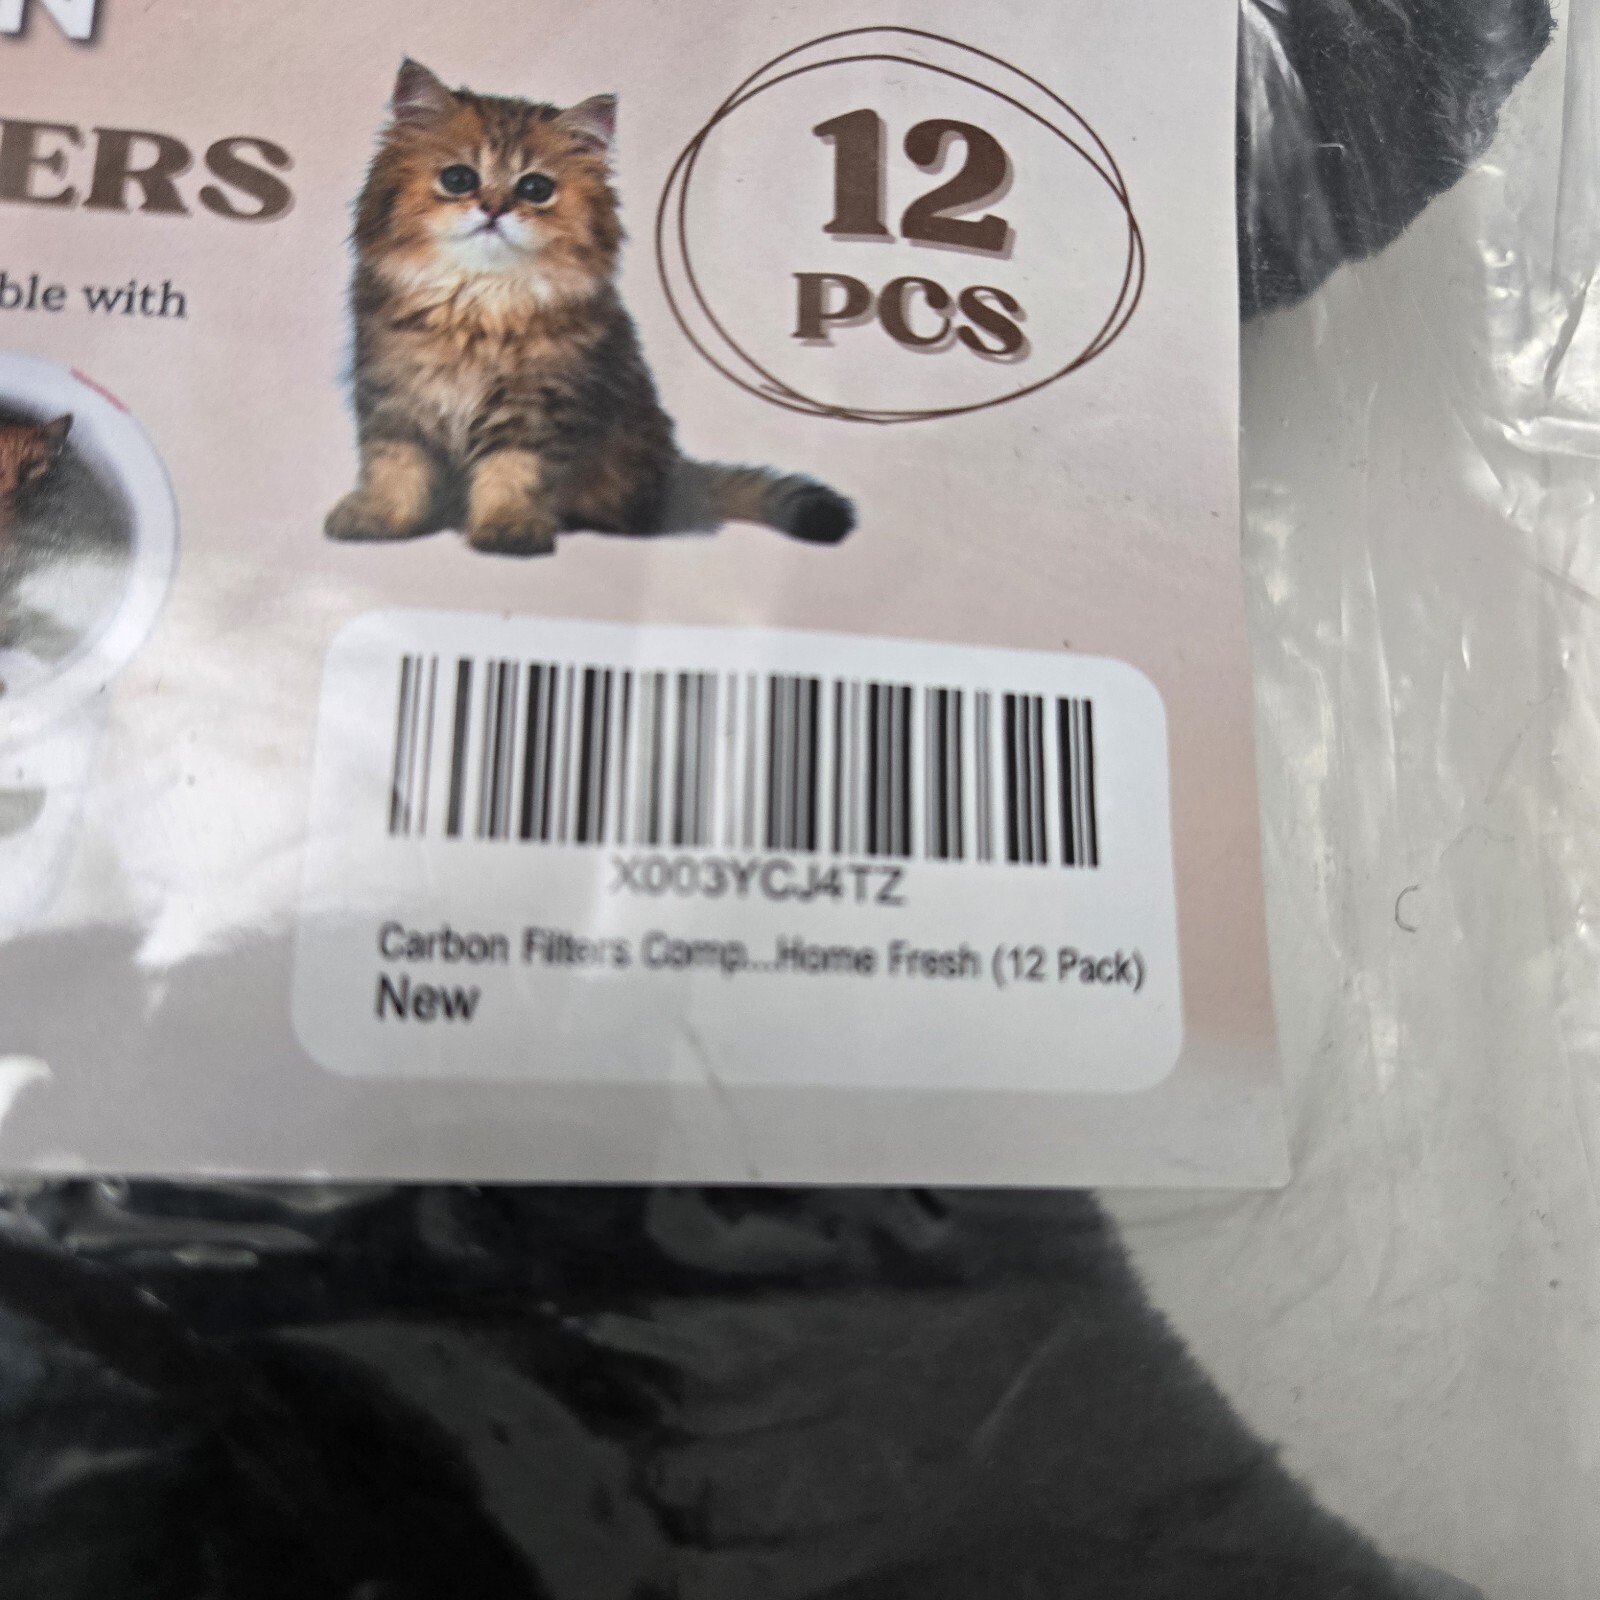 N
ERS
ble with
12
PCS
X003YCJ4TZ
Carbon Filters Comp...Home Fresh (12 Pack)
New